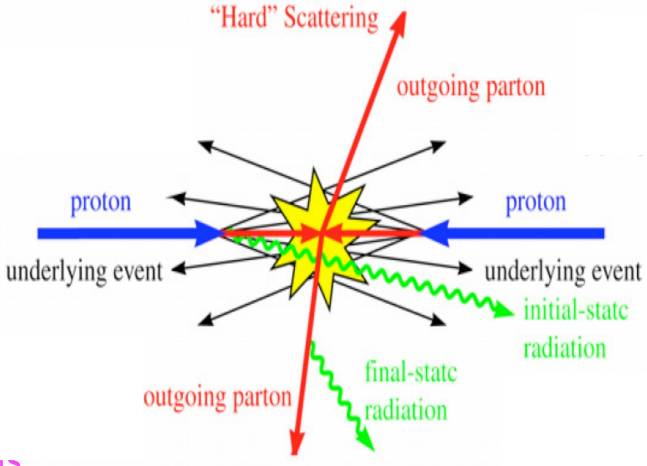 “Hard” Scattering
outgoing parton
proton
proton
underlying event
underlying event
initial-statc
radiation
final-statc
radiation
outgoing parton